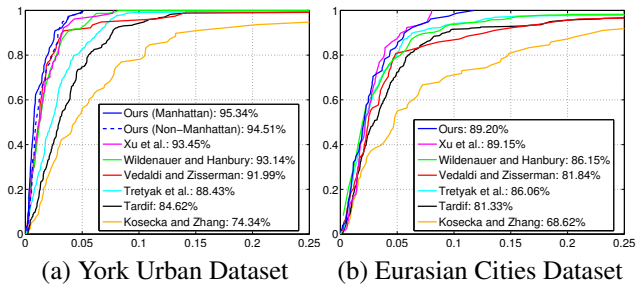 1
0.8
0.6
0.4
0.2
0
0 0.05 0.1 0.15 0.2 0.25
Ours (Manhattan): 95.34%
Ours (Non−Manhattan): 94.51%
Xu et al.: 93.45%
Wildenauer and Hanbury: 93.14%
Vedaldi and Zisserman: 91.99%
Tretyak et al.: 88.43%
Tardif: 84.62%
Kosecka and Zhang: 74.34%
(a) York Urban Dataset
1
0.8
0.6
0.4
0.2
0
0 0.05 0.1 0.15 0.2 0.25
Ours: 89.20%
Xu et al.: 89.15%
Wildenauer and Hanbury: 86.15%
Vedaldi and Zisserman: 81.84%
Tretyak et al.: 86.06%
Tardif: 81.33%
Kosecka and Zhang: 68.62%
(b) Eurasian Cities Dataset